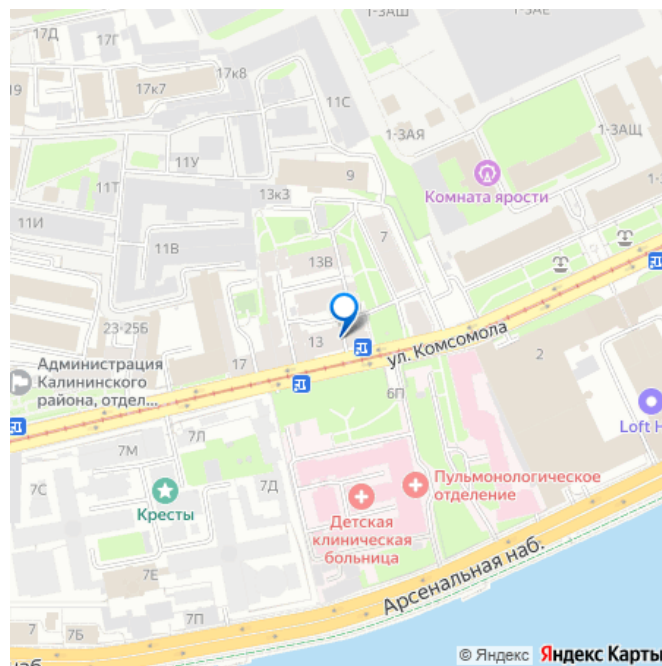 17Д
17Г
1-3АШ
1-3АЕ
17к8
19
17к7
11С
1-3АЯ
1-3АЩ
11У
9
Комната ярости
11Т
13к3
11И
11В
7
13В
23-25Б
13
ул. Комсомола
Администрация
Калининского
района, отдел...
17
2
6П
7Л
7М
Loft H
7С
7Д
Кресты
Пульмонологическое
отделение
Детская
клиническая
больница
7Е
Арсенальная наб.
7П
7
7Б
наб.
© Яндекс Яндекс Карты